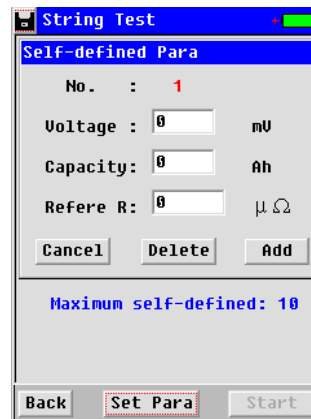 String Test
Self-defined Para
No. : 1
Voltage : 0 mV
Capacity: 0 Ah
Refere R: 0 μΩ
Cancel Delete Add
Maximum self-defined: 10
Back Set Para Start